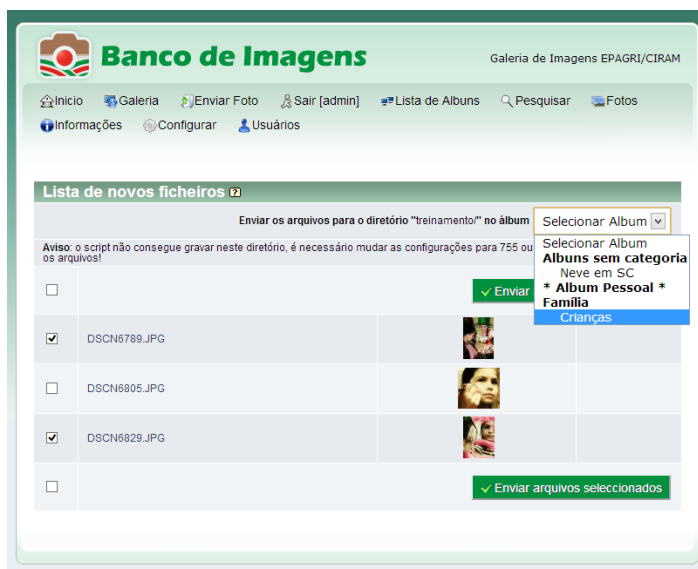 Banco de Imagens
Galeria de Imagens EPAGRI/CIRAM
Inicio Galeria Enviar Foto Sair [admin] Lista de Albuns Pesquisar Fotos
Informações Configurar Usuários
Lista de novos ficheiros
Enviar os arquivos para o diretório "treinamento/" no álbum Selecionar Album
Aviso: o script não consegue gravar neste diretório, é necessário mudar as configurações para 755 ou
os arquivos!
Selecionar Album
Albuns sem categoria
Neve em SC
* Album Pessoal *
Família
Crianças
Enviar
DSCN6789.JPG
DSCN6805.JPG
DSCN6829.JPG
Enviar arquivos seleccionados